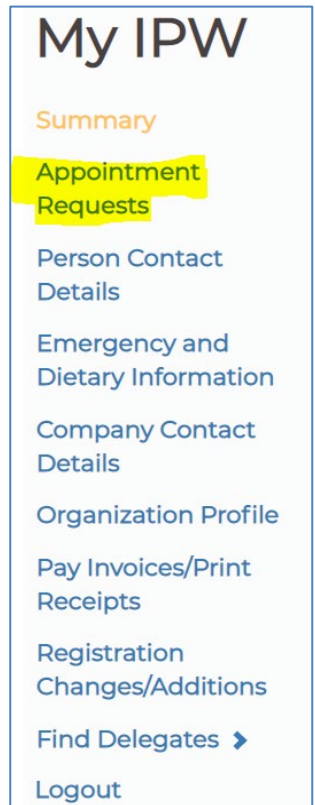 My IPW
Summary
Appointment
Requests
Person Contact
Details
Emergency and
Dietary Information
Company Contact
Details
Organization Profile
Pay Invoices/Print
Receipts
Registration
Changes/Additions
Find Delegates >
Logout